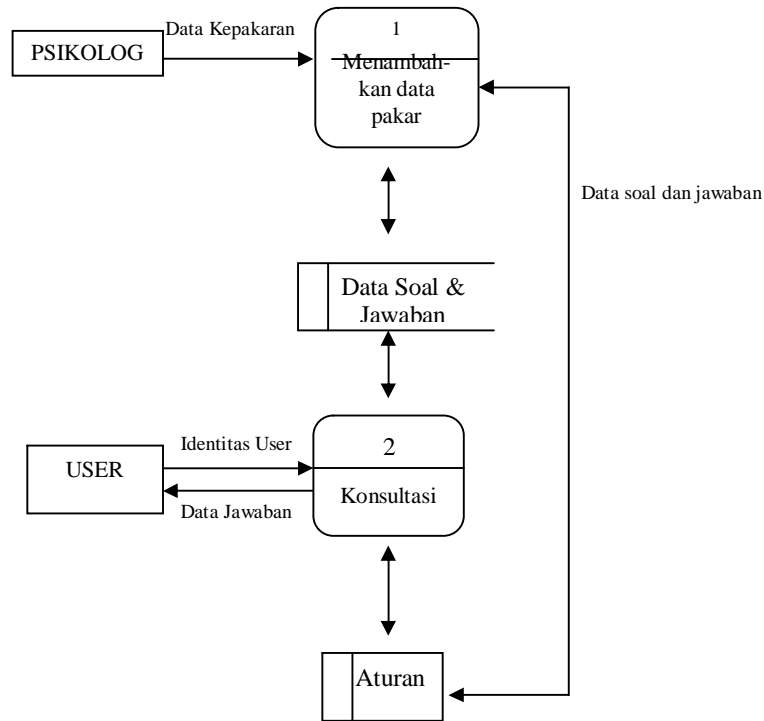 Data Kepakaran
PSIKOLOG
1
Menambah-
kan data
pakar
Data soal dan jawaban
Data Soal &
Jawaban
Identitas User
USER
2
Konsultasi
Data Jawaban
Aturan